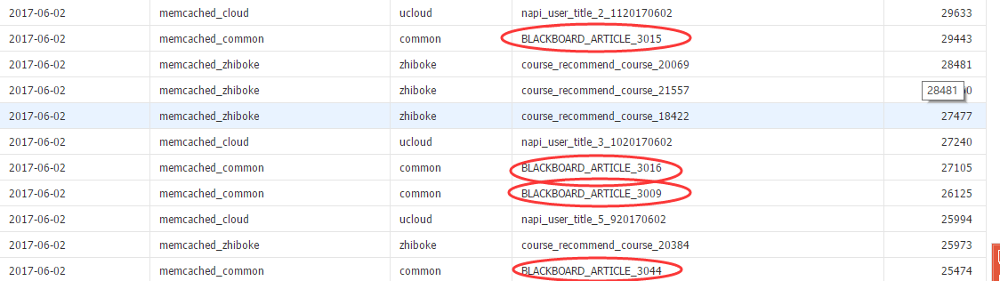 2017-06-02 memcached_cloud ucloud napi_user_title_2_1120170602 29633
2017-06-02 memcached_common common BLACKBOARD_ARTICLE_3015 29443
2017-06-02 memcached_zhiboke zhiboke course_recommend_course_20069 28481
2017-06-02 memcached_zhiboke zhiboke course_recommend_course_21557 28481
2017-06-02 memcached_zhiboke zhiboke course_recommend_course_18422 27477
2017-06-02 memcached_cloud ucloud napi_user_title_3_1020170602 27240
2017-06-02 memcached_common common BLACKBOARD_ARTICLE_3016 27105
2017-06-02 memcached_common common BLACKBOARD_ARTICLE_3009 26125
2017-06-02 memcached_cloud ucloud napi_user_title_5_920170602 25994
2017-06-02 memcached_zhiboke zhiboke course_recommend_course_20384 25973
2017-06-02 memcached_common common BLACKBOARD_ARTICLE_3044 25474